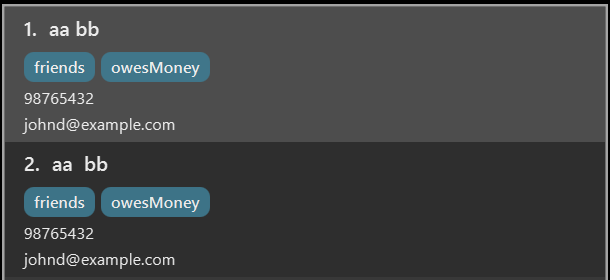 1. aa bb
friends owesMoney
98765432
johnd@example.com
2. aa  bb
friends owesMoney
98765432
johnd@example.com